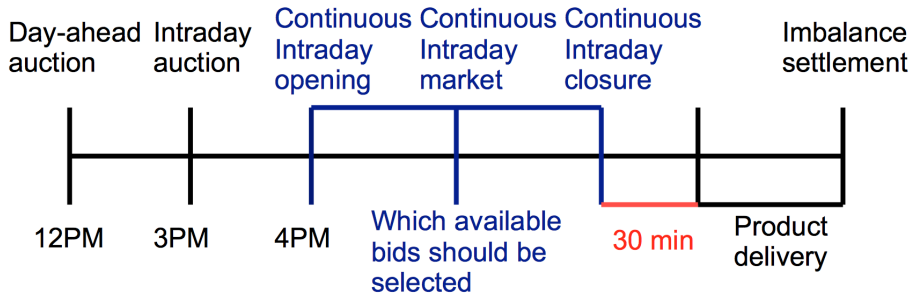 Day-ahead
auction
Intraday
auction
Continuous
Intraday
opening
Continuous
Intraday
market
Continuous
Intraday
closure
Imbalance
settlement
12PM
3PM
4PM
Which available
bids should be
selected
30 min
Product
delivery